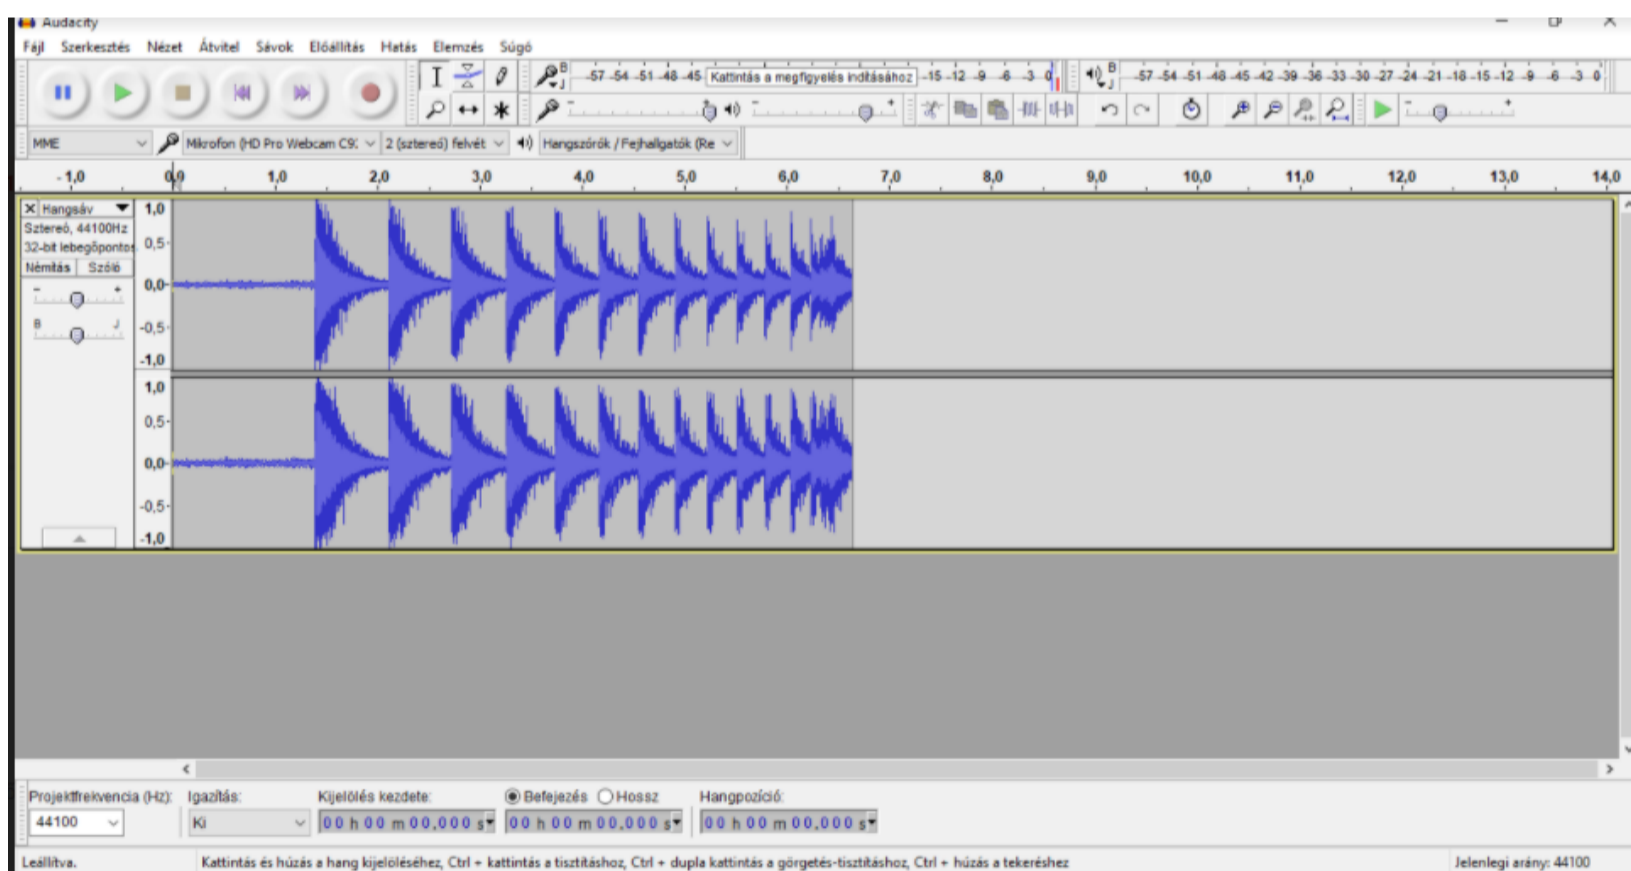 Audacity
Fájl Szerkesztés Nézet Átvitel Sávok Előállítás Hatás Elemzés Súgó
B J -57 -54 -51 -48 -45 Kattintás a megfigyelés indításához -15 -12 -9 -6 -3 0 B J -57 -54 -51 -48 -45 -42 -39 -36 -33 -30 -27 -24 -21 -18 -15 -12 -9 -6 -3 0
- + - + - +
MME Mikrofon (HD Pro Webcam C9: 2 (sztereó) felvét Hangszórók / Fejhallgatók (Re
-1,0 0,0 1,0 2,0 3,0 4,0 5,0 6,0 7,0 8,0 9,0 10,0 11,0 12,0 13,0 14,0
X Hangsáv 1,0
Sztereó, 44100Hz
32-bit lebegőpontos 0,5
Némítás Szóló
- + 0,0
B J -0,5
-1,0
1,0
0,5
0,0
-0,5
-1,0
Projektfrekvencia (Hz): Igazítás: Kijelölés kezdete: Befejezés Hossz Hangpozíció:
44100 Ki 00 h 00 m 00,000 s 00 h 00 m 00,000 s 00 h 00 m 00,000 s
Leállítva. Kattintás és húzás a hang kijelöléséhez, Ctrl + kattintás a tisztításhoz, Ctrl + dupla kattintás a görgetés-tisztításhoz, Ctrl + húzás a tekeréshez Jelenlegi arány: 44100